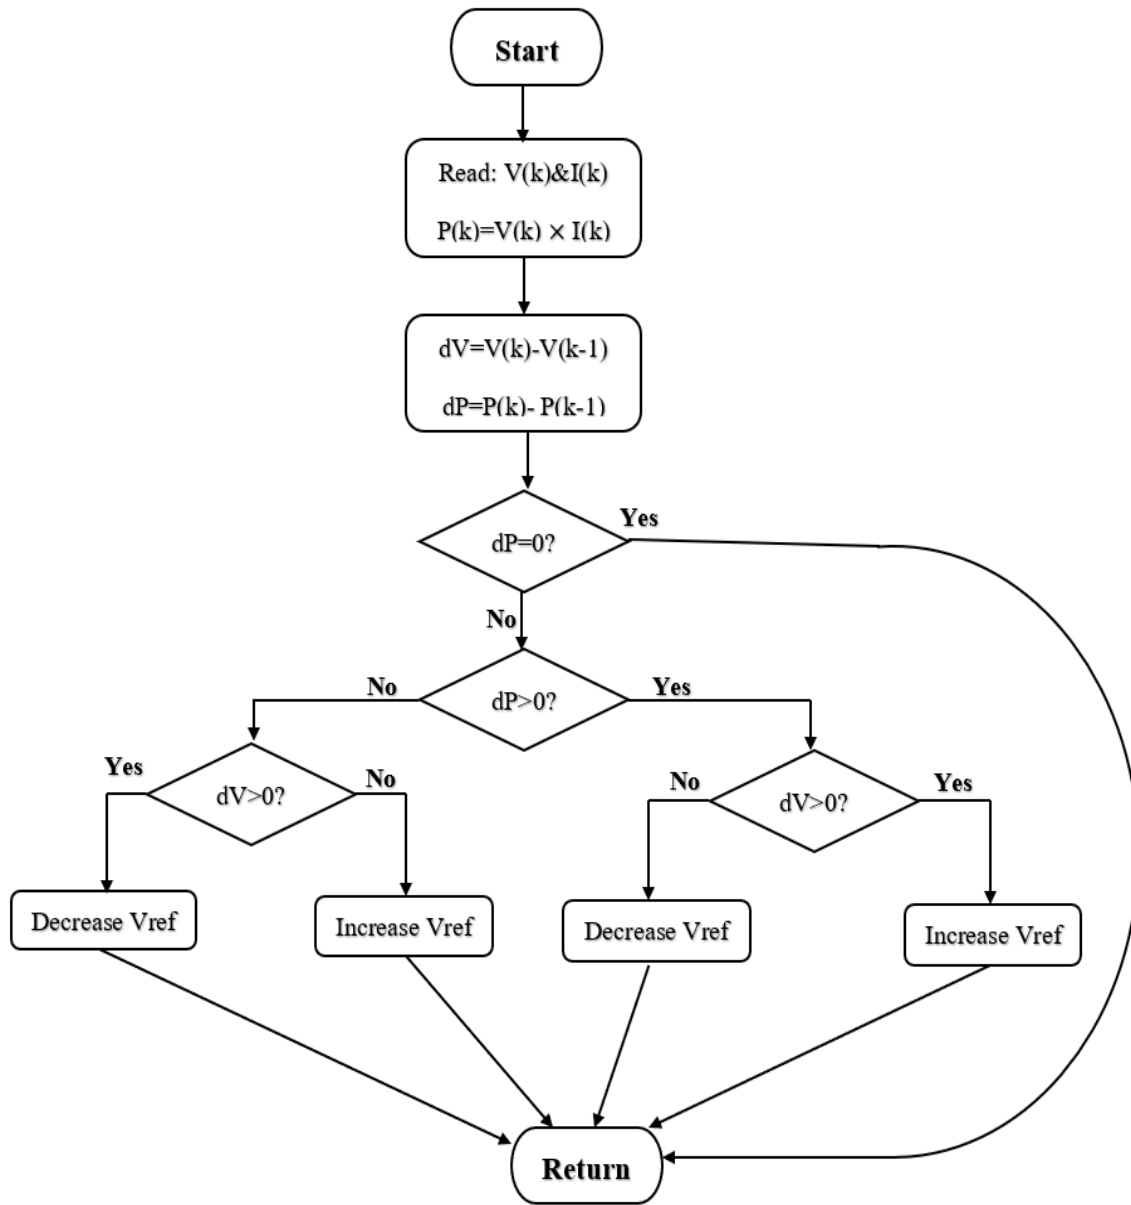 Start
Read: V(k)&I(k)
P(k)=V(k) × I(k)
dV=V(k)-V(k-1)
dP=P(k)- P(k-1)
dP=0?
Yes
No
dP>0?
No
Yes
dV>0?
Yes
No
dV>0?
No
Yes
Decrease Vref
Increase Vref
Decrease Vref
Increase Vref
Return